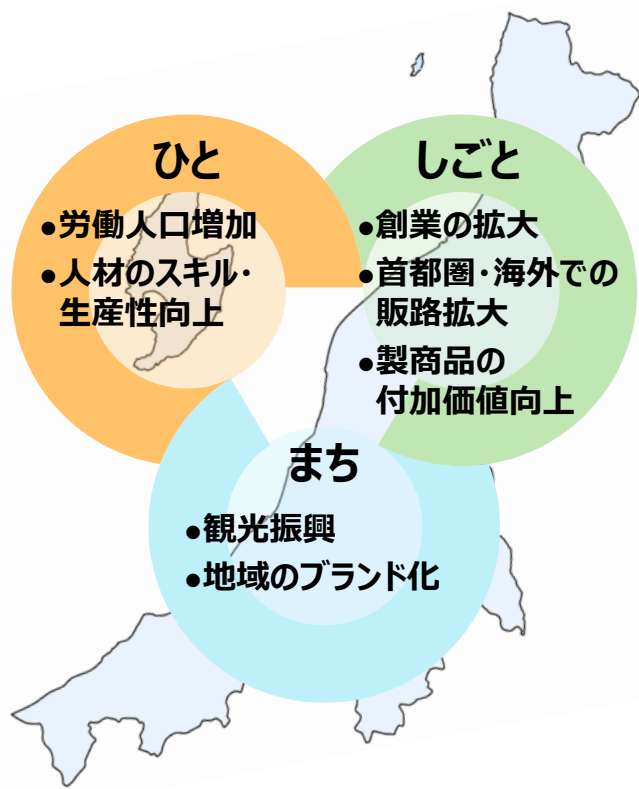 ひと
●労働人口増加
●人材のスキル・
生産性向上
しごと
●創業の拡大
●首都圏・海外での
販路拡大
●製商品の
付加価値向上
まち
●観光振興
●地域のブランド化